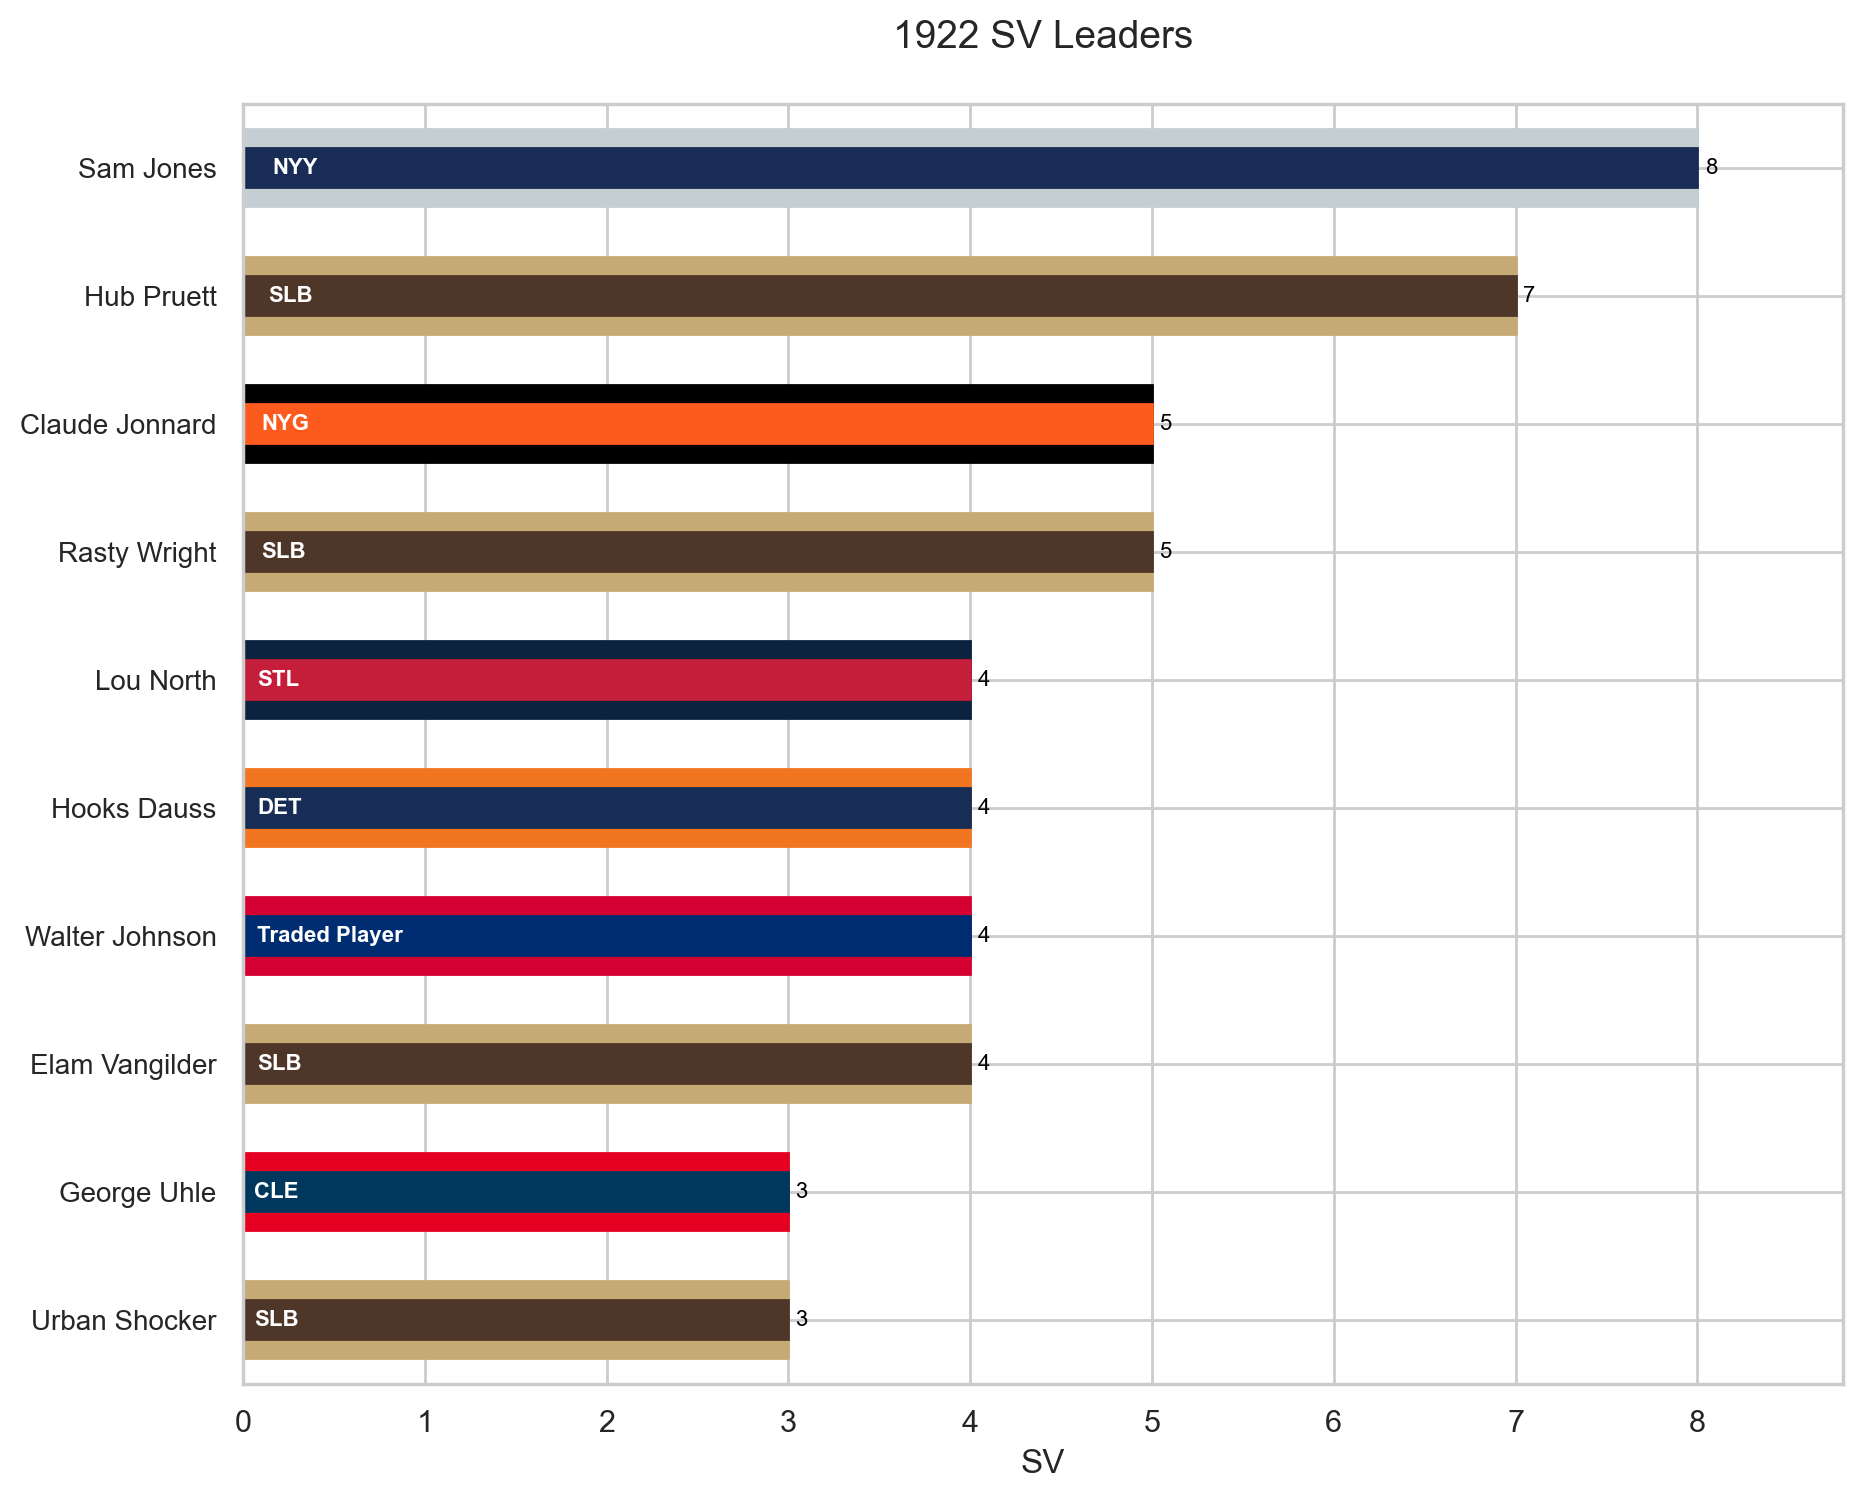 1922 SV Leaders
Sam Jones
NYY
8
Hub Pruett
SLB
7
Claude Jonnard
NYG
5
Rasty Wright
SLB
5
Lou North
STL
4
Hooks Dauss
DET
4
Walter Johnson
Traded Player
4
Elam Vangilder
SLB
4
George Uhle
CLE
3
Urban Shocker
SLB
3
0 1 2 3 4 5 6 7 8
SV